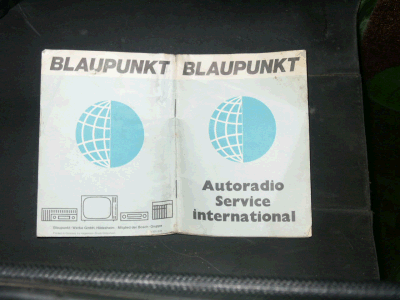 BLAUPUNKT
BLAUPUNKT
Autoradio
Service
international